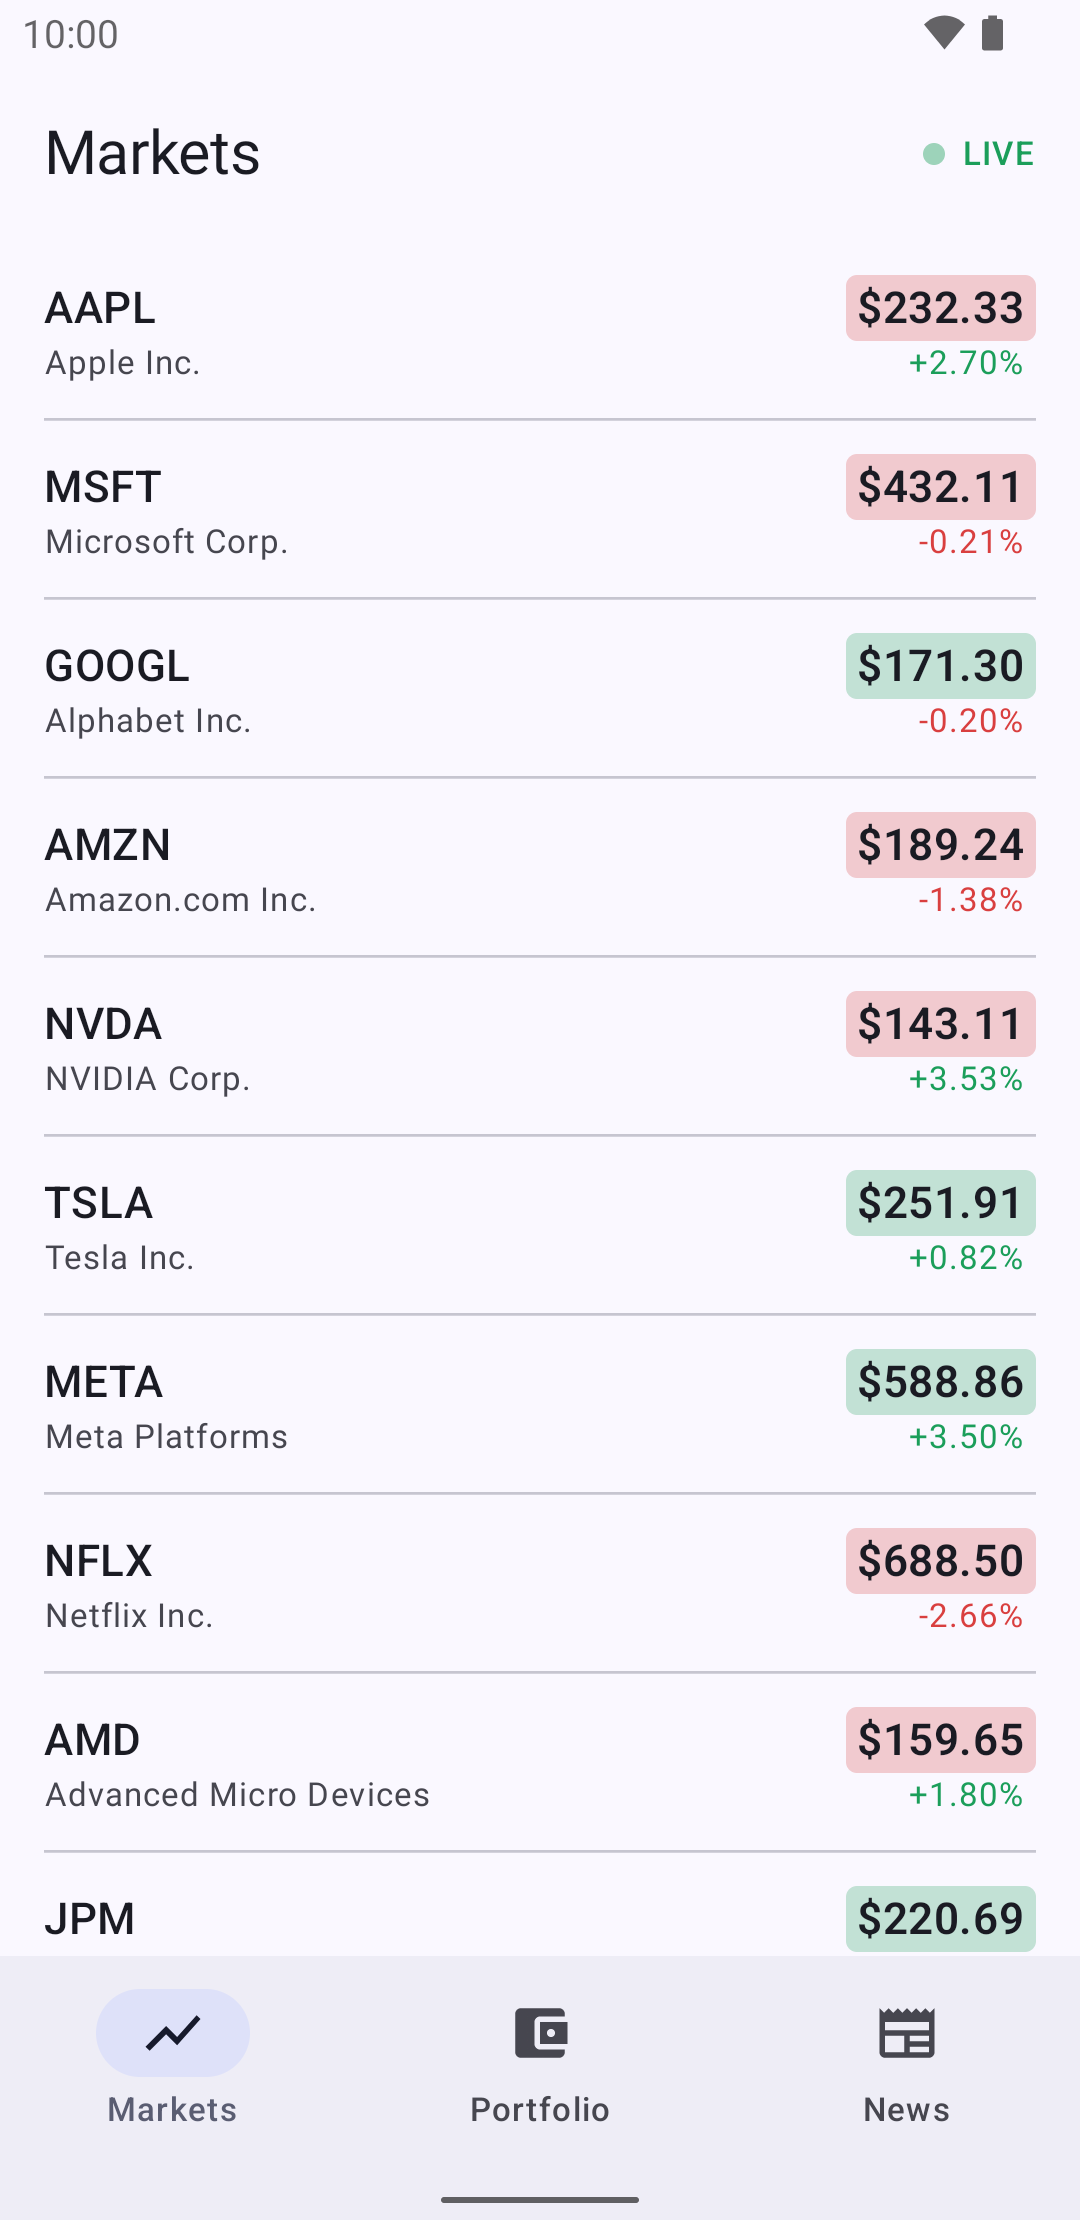 10:00
Markets
LIVE
AAPL
$232.33
Apple Inc.
+2.70%
MSFT
$432.11
Microsoft Corp.
-0.21%
GOOGL
$171.30
Alphabet Inc.
-0.20%
AMZN
$189.24
Amazon.com Inc.
-1.38%
NVDA
$143.11
NVIDIA Corp.
+3.53%
TSLA
$251.91
Tesla Inc.
+0.82%
META
$588.86
Meta Platforms
+3.50%
NFLX
$688.50
Netflix Inc.
-2.66%
AMD
$159.65
Advanced Micro Devices
+1.80%
JPM
$220.69
Markets
Portfolio
News